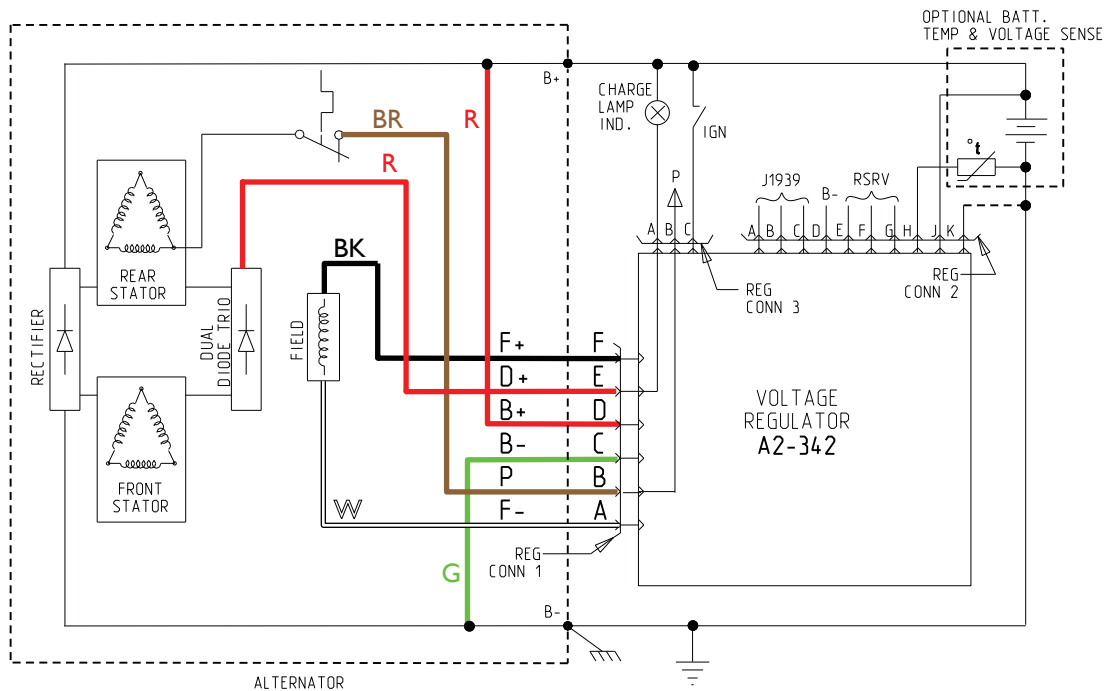 OPTIONAL BATT.
TEMP & VOLTAGE SENSE
B+
CHARGE
LAMP
IND.
IGN
BR
R
R
°t
J1939
B-
RSRV
P
A
B
C
A
B
C
D
E
F
G
H
J
K
REAR
STATOR
BK
REG
CONN 3
REG
CONN 2
RECTIFIER
DUAL
DIODE TRIO
FIELD
F+
F
D+
E
B+
D
B-
C
P
B
F-
A
VOLTAGE
REGULATOR
A2-342
FRONT
STATOR
W
REG
CONN 1
G
B-
ALTERNATOR